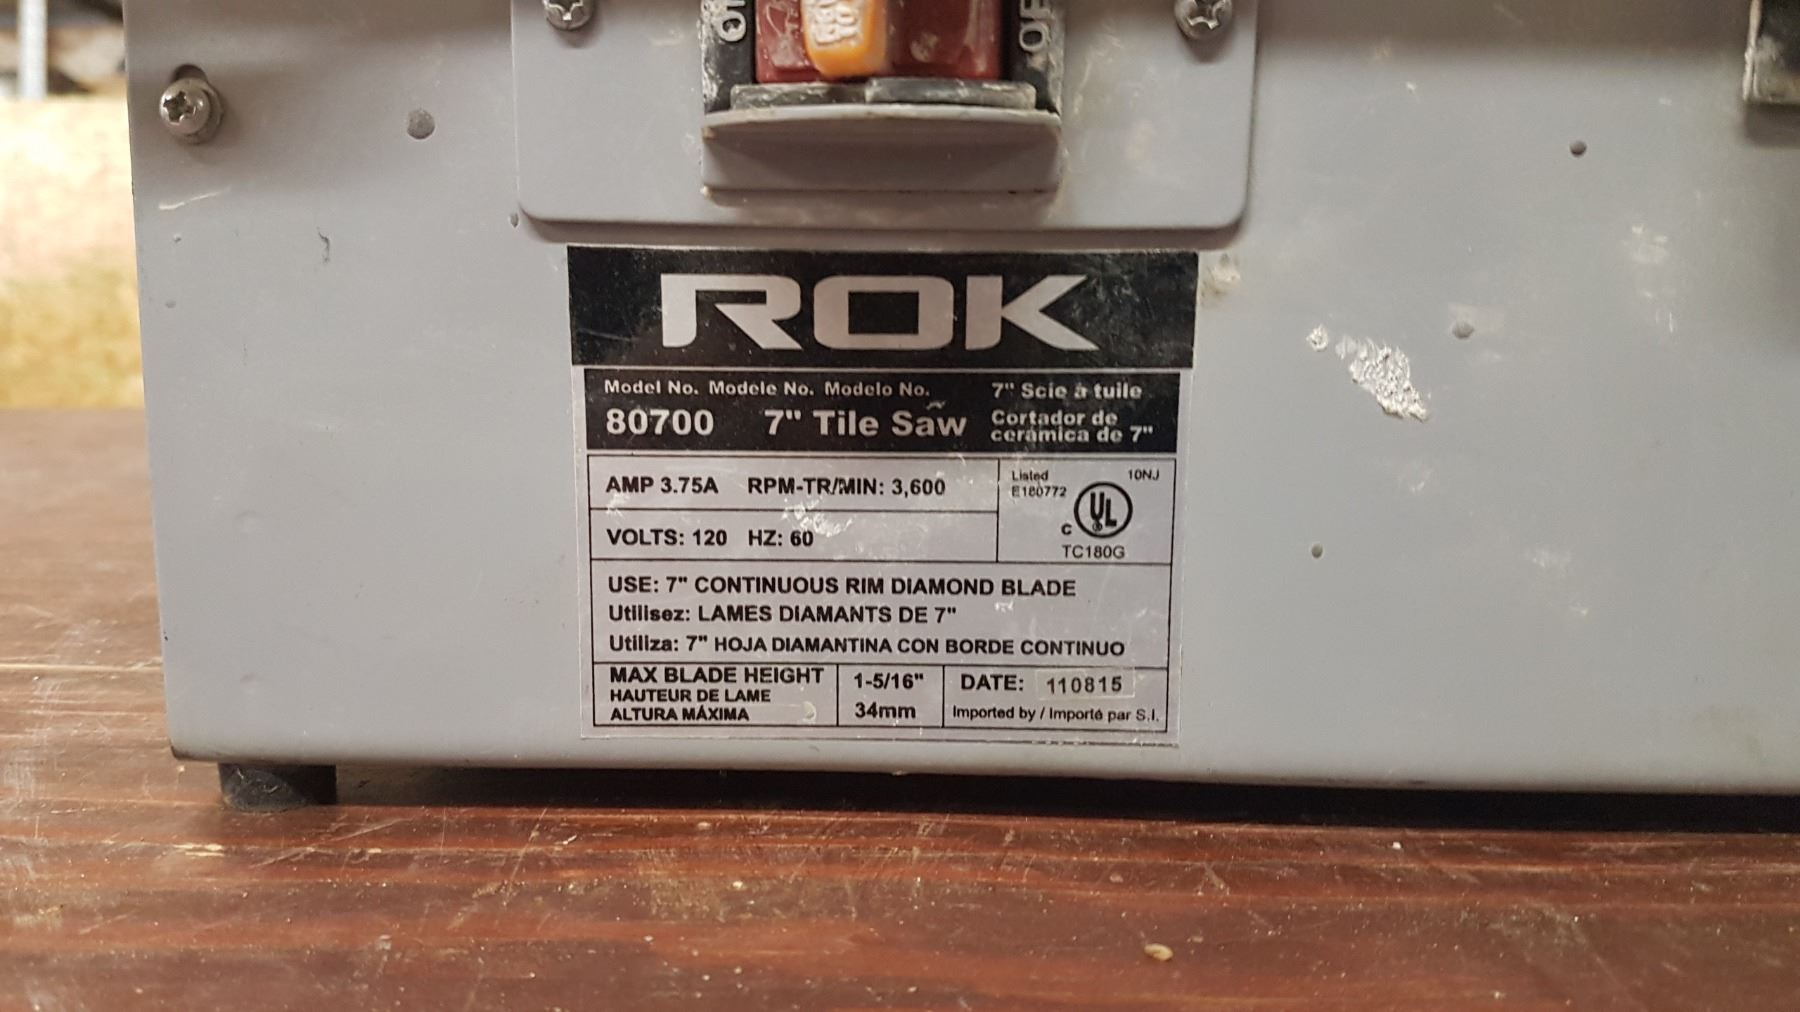 OF
ROK
Model No. Modele No. Modelo No.
80700 7" Tile Saw
7" Scie à tuile
Cortador de
cerámica de 7"
AMP 3.75A RPM-TR/MIN: 3,600
VOLTS: 120 HZ: 60
Listed 10NJ
E180772
C UL
TC180G
USE: 7" CONTINUOUS RIM DIAMOND BLADE
Utilisez: LAMES DIAMANTS DE 7"
Utiliza: 7" HOJA DIAMANTINA CON BORDE CONTINUO
MAX BLADE HEIGHT
HAUTEUR DE LAME
ALTURA MÁXIMA
1-5/16"
34mm
DATE: 110815
Imported by / Importé par S.I.